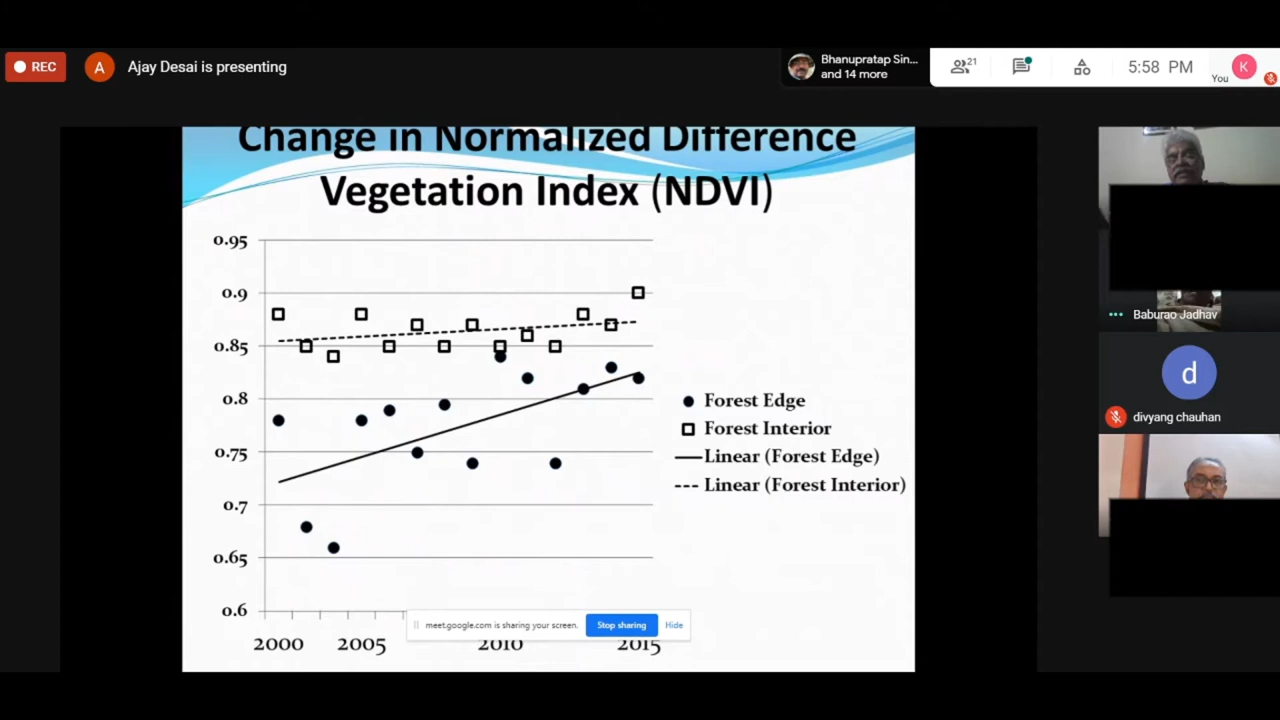 REC
A
Ajay Desai is presenting
Bhanupratap Sin...
and 14 more
21
5:58 PM
You
K
Change in Normalized Difference
Vegetation Index (NDVI)
0.95
0.9
0.85
0.8
0.75
0.7
0.65
0.6
2000
2005
2010
2015
Forest Edge
Forest Interior
Linear (Forest Edge)
Linear (Forest Interior)
meet.google.com is sharing your screen.
Stop sharing
Hide
Baburao Jadhav
d
divyang chauhan